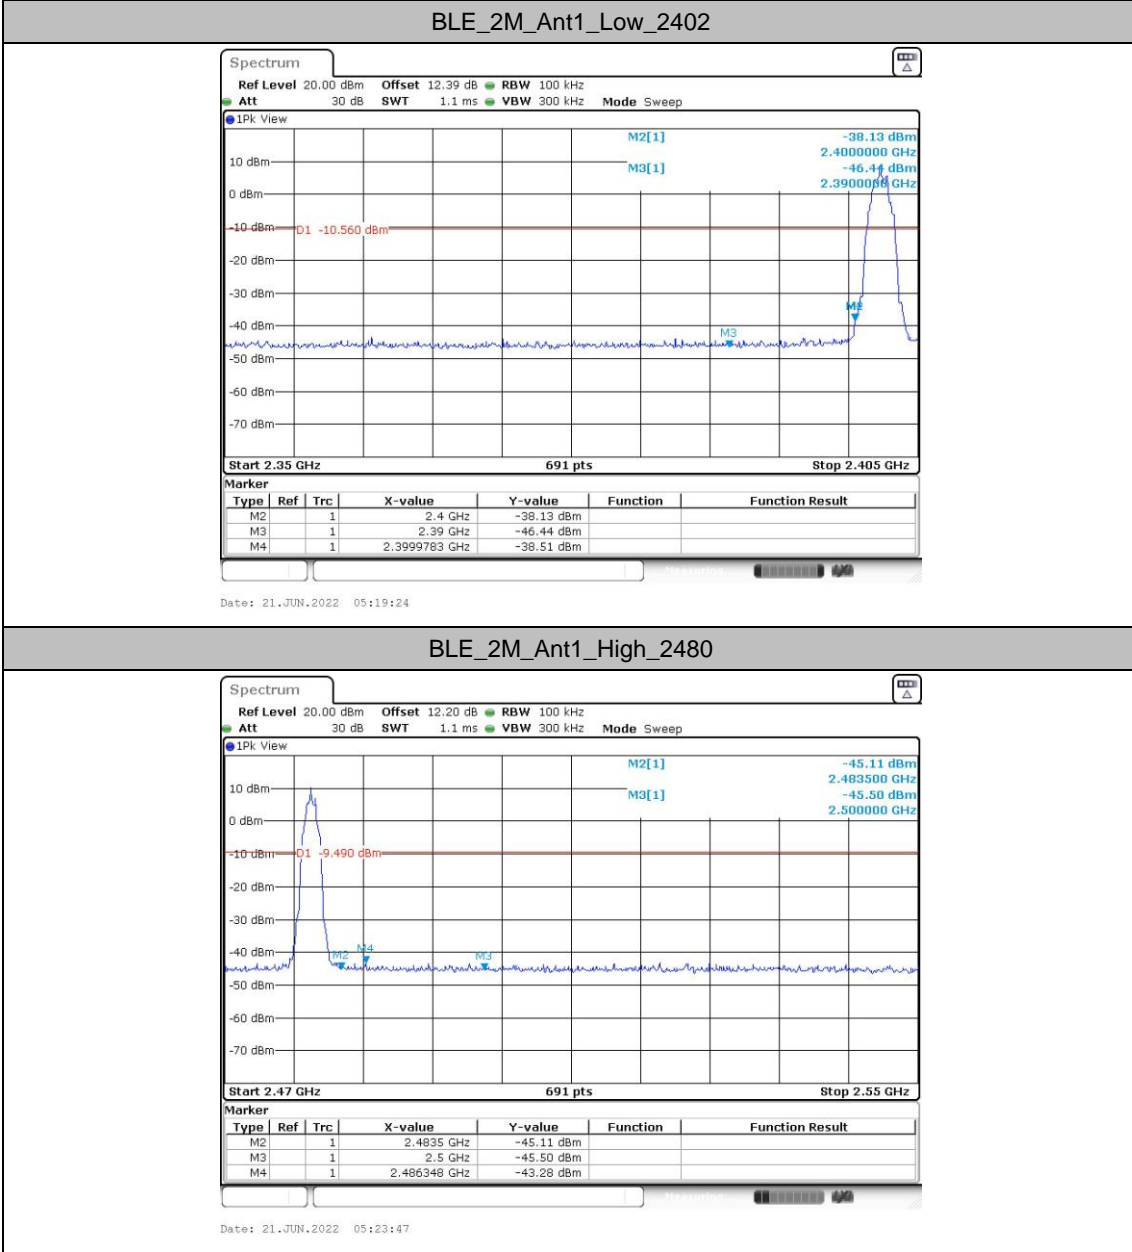 BLE_2M_Ant1_Low_2402
Spectrum
Ref Level 20.00 dBm Offset 12.39 dB RBW 100 kHz
Att 30 dB SWT 1.1 ms VBW 300 kHz Mode Sweep
1Pk View
M2[1] -38.13 dBm
2.4000000 GHz
10 dBm
M3[1] -46.44 dBm
2.3900000 GHz
0 dBm
-10 dBm
D1 -10.560 dBm
-20 dBm
-30 dBm
-40 dBm
M3
-50 dBm
-60 dBm
-70 dBm
Start 2.35 GHz 691 pts Stop 2.405 GHz
Marker
Type Ref Trc X-value Y-value Function Function Result
M2 1 2.4 GHz -38.13 dBm
M3 1 2.39 GHz -46.44 dBm
M4 1 2.3999783 GHz -38.51 dBm
Date: 21.JUN.2022 05:19:24
BLE_2M_Ant1_High_2480
Spectrum
Ref Level 20.00 dBm Offset 12.20 dB RBW 100 kHz
Att 30 dB SWT 1.1 ms VBW 300 kHz Mode Sweep
1Pk View
M2[1] -45.11 dBm
2.483500 GHz
10 dBm
M3[1] -45.50 dBm
2.500000 GHz
0 dBm
-10 dBm
D1 -9.490 dBm
-20 dBm
-30 dBm
-40 dBm
M2 M4 M3
-50 dBm
-60 dBm
-70 dBm
Start 2.47 GHz 691 pts Stop 2.55 GHz
Marker
Type Ref Trc X-value Y-value Function Function Result
M2 1 2.4835 GHz -45.11 dBm
M3 1 2.5 GHz -45.50 dBm
M4 1 2.486348 GHz -43.28 dBm
Date: 21.JUN.2022 05:23:47